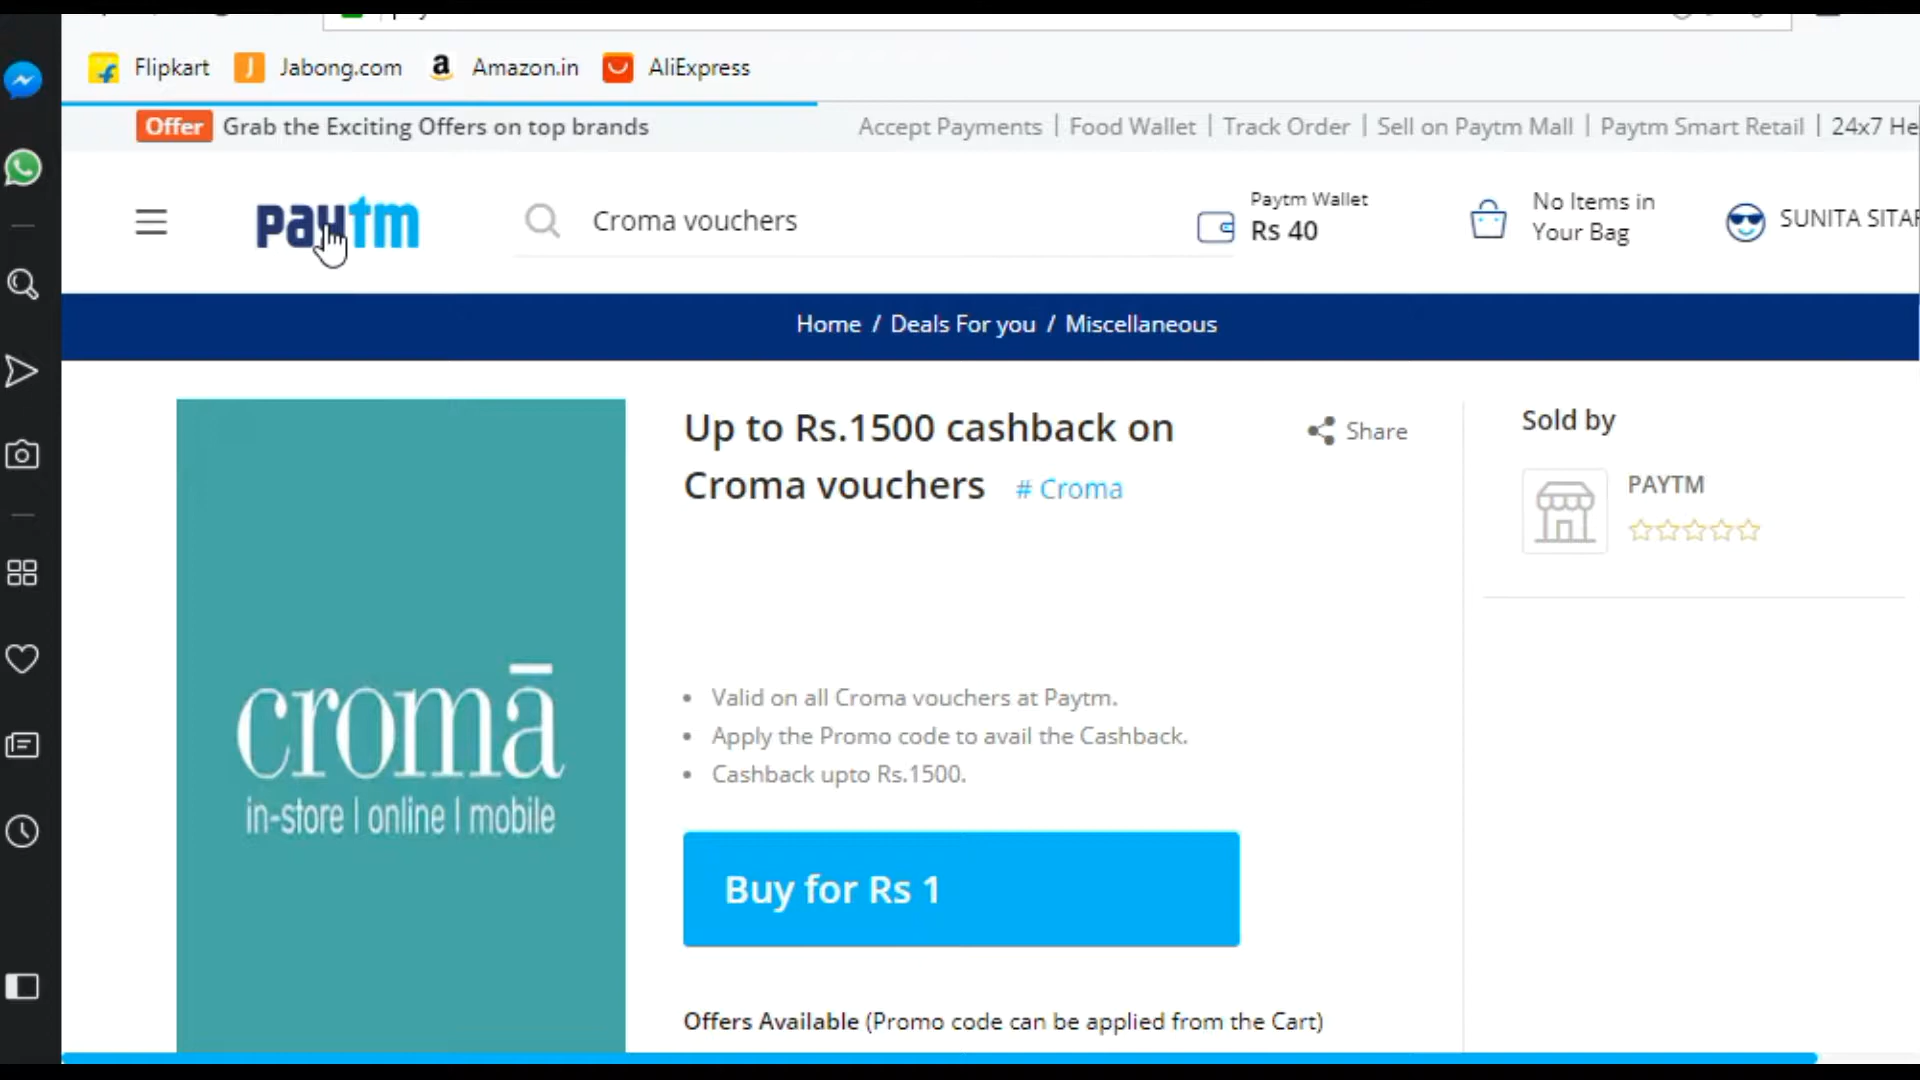 Flipkart
Jabong.com
Amazon.in
AliExpress
Offer Grab the Exciting Offers on top brands
Accept Payments | Food Wallet | Track Order | Sell on Paytm Mall | Paytm Smart Retail | 24x7 He
paytm
Croma vouchers
Paytm Wallet
Rs 40
No Items in
Your Bag
SUNITA SITAR
Home / Deals For you / Miscellaneous
Up to Rs.1500 cashback on
Croma vouchers # Croma
Share
Sold by
PAYTM
cromā
in-store | online | mobile
• Valid on all Croma vouchers at Paytm.
• Apply the Promo code to avail the Cashback.
• Cashback upto Rs.1500.
Buy for Rs 1
Offers Available (Promo code can be applied from the Cart)